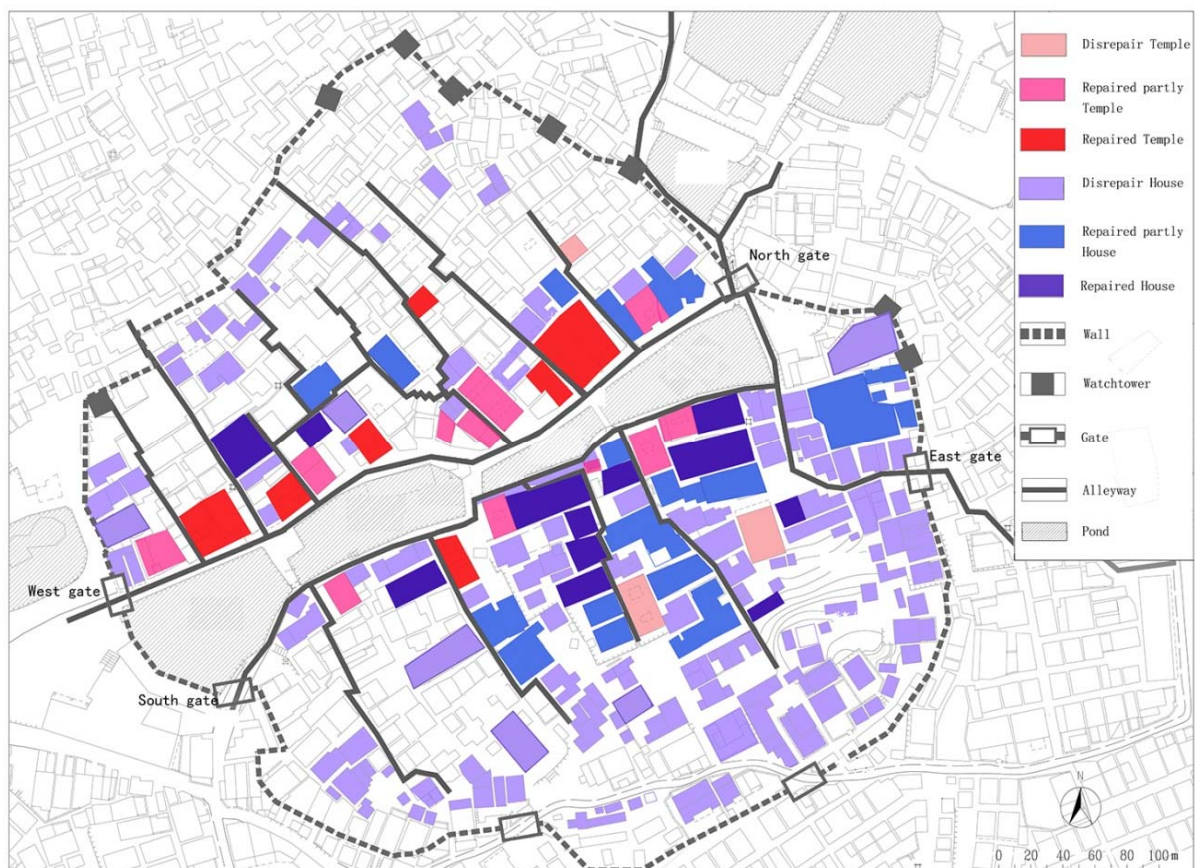 Disrepair Temple
Repaired partly
Temple
Repaired Temple
Disrepair House
Repaired partly
House
Repaired House
Wall
Watchtower
Gate
Alleyway
Pond
North gate
East gate
West gate
South gate
N
0 20 40 60 80 100m